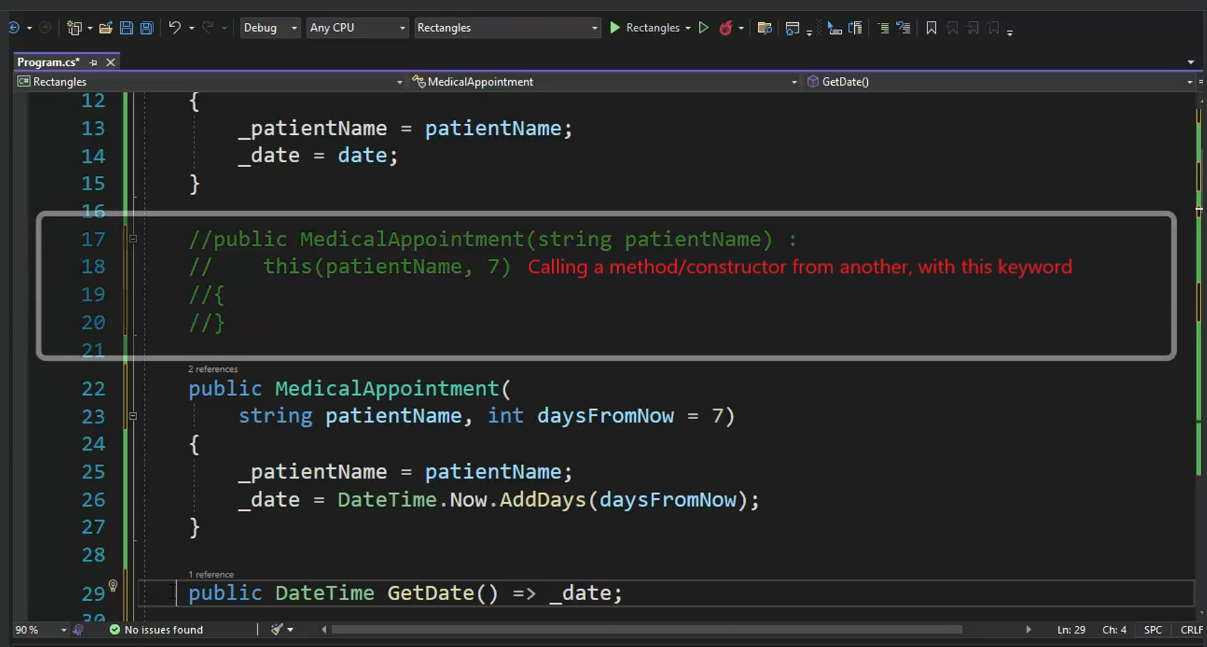 Debug Any CPU Rectangles Rectangles
Program.cs*
C# Rectangles MedicalAppointment GetDate()
12 {
13 _patientName = patientName;
14 _date = date;
15 }
16
17 //public MedicalAppointment(string patientName) :
18 //    this(patientName, 7) Calling a method/constructor from another, with this keyword
19 //{
20 //}
21
2 references
22 public MedicalAppointment(
23 string patientName, int daysFromNow = 7)
24 {
25 _patientName = patientName;
26 _date = DateTime.Now.AddDays(daysFromNow);
27 }
28
1 reference
29 public DateTime GetDate() => _date;
30
90 % No issues found Ln: 29 Ch: 4 SPC CRLF